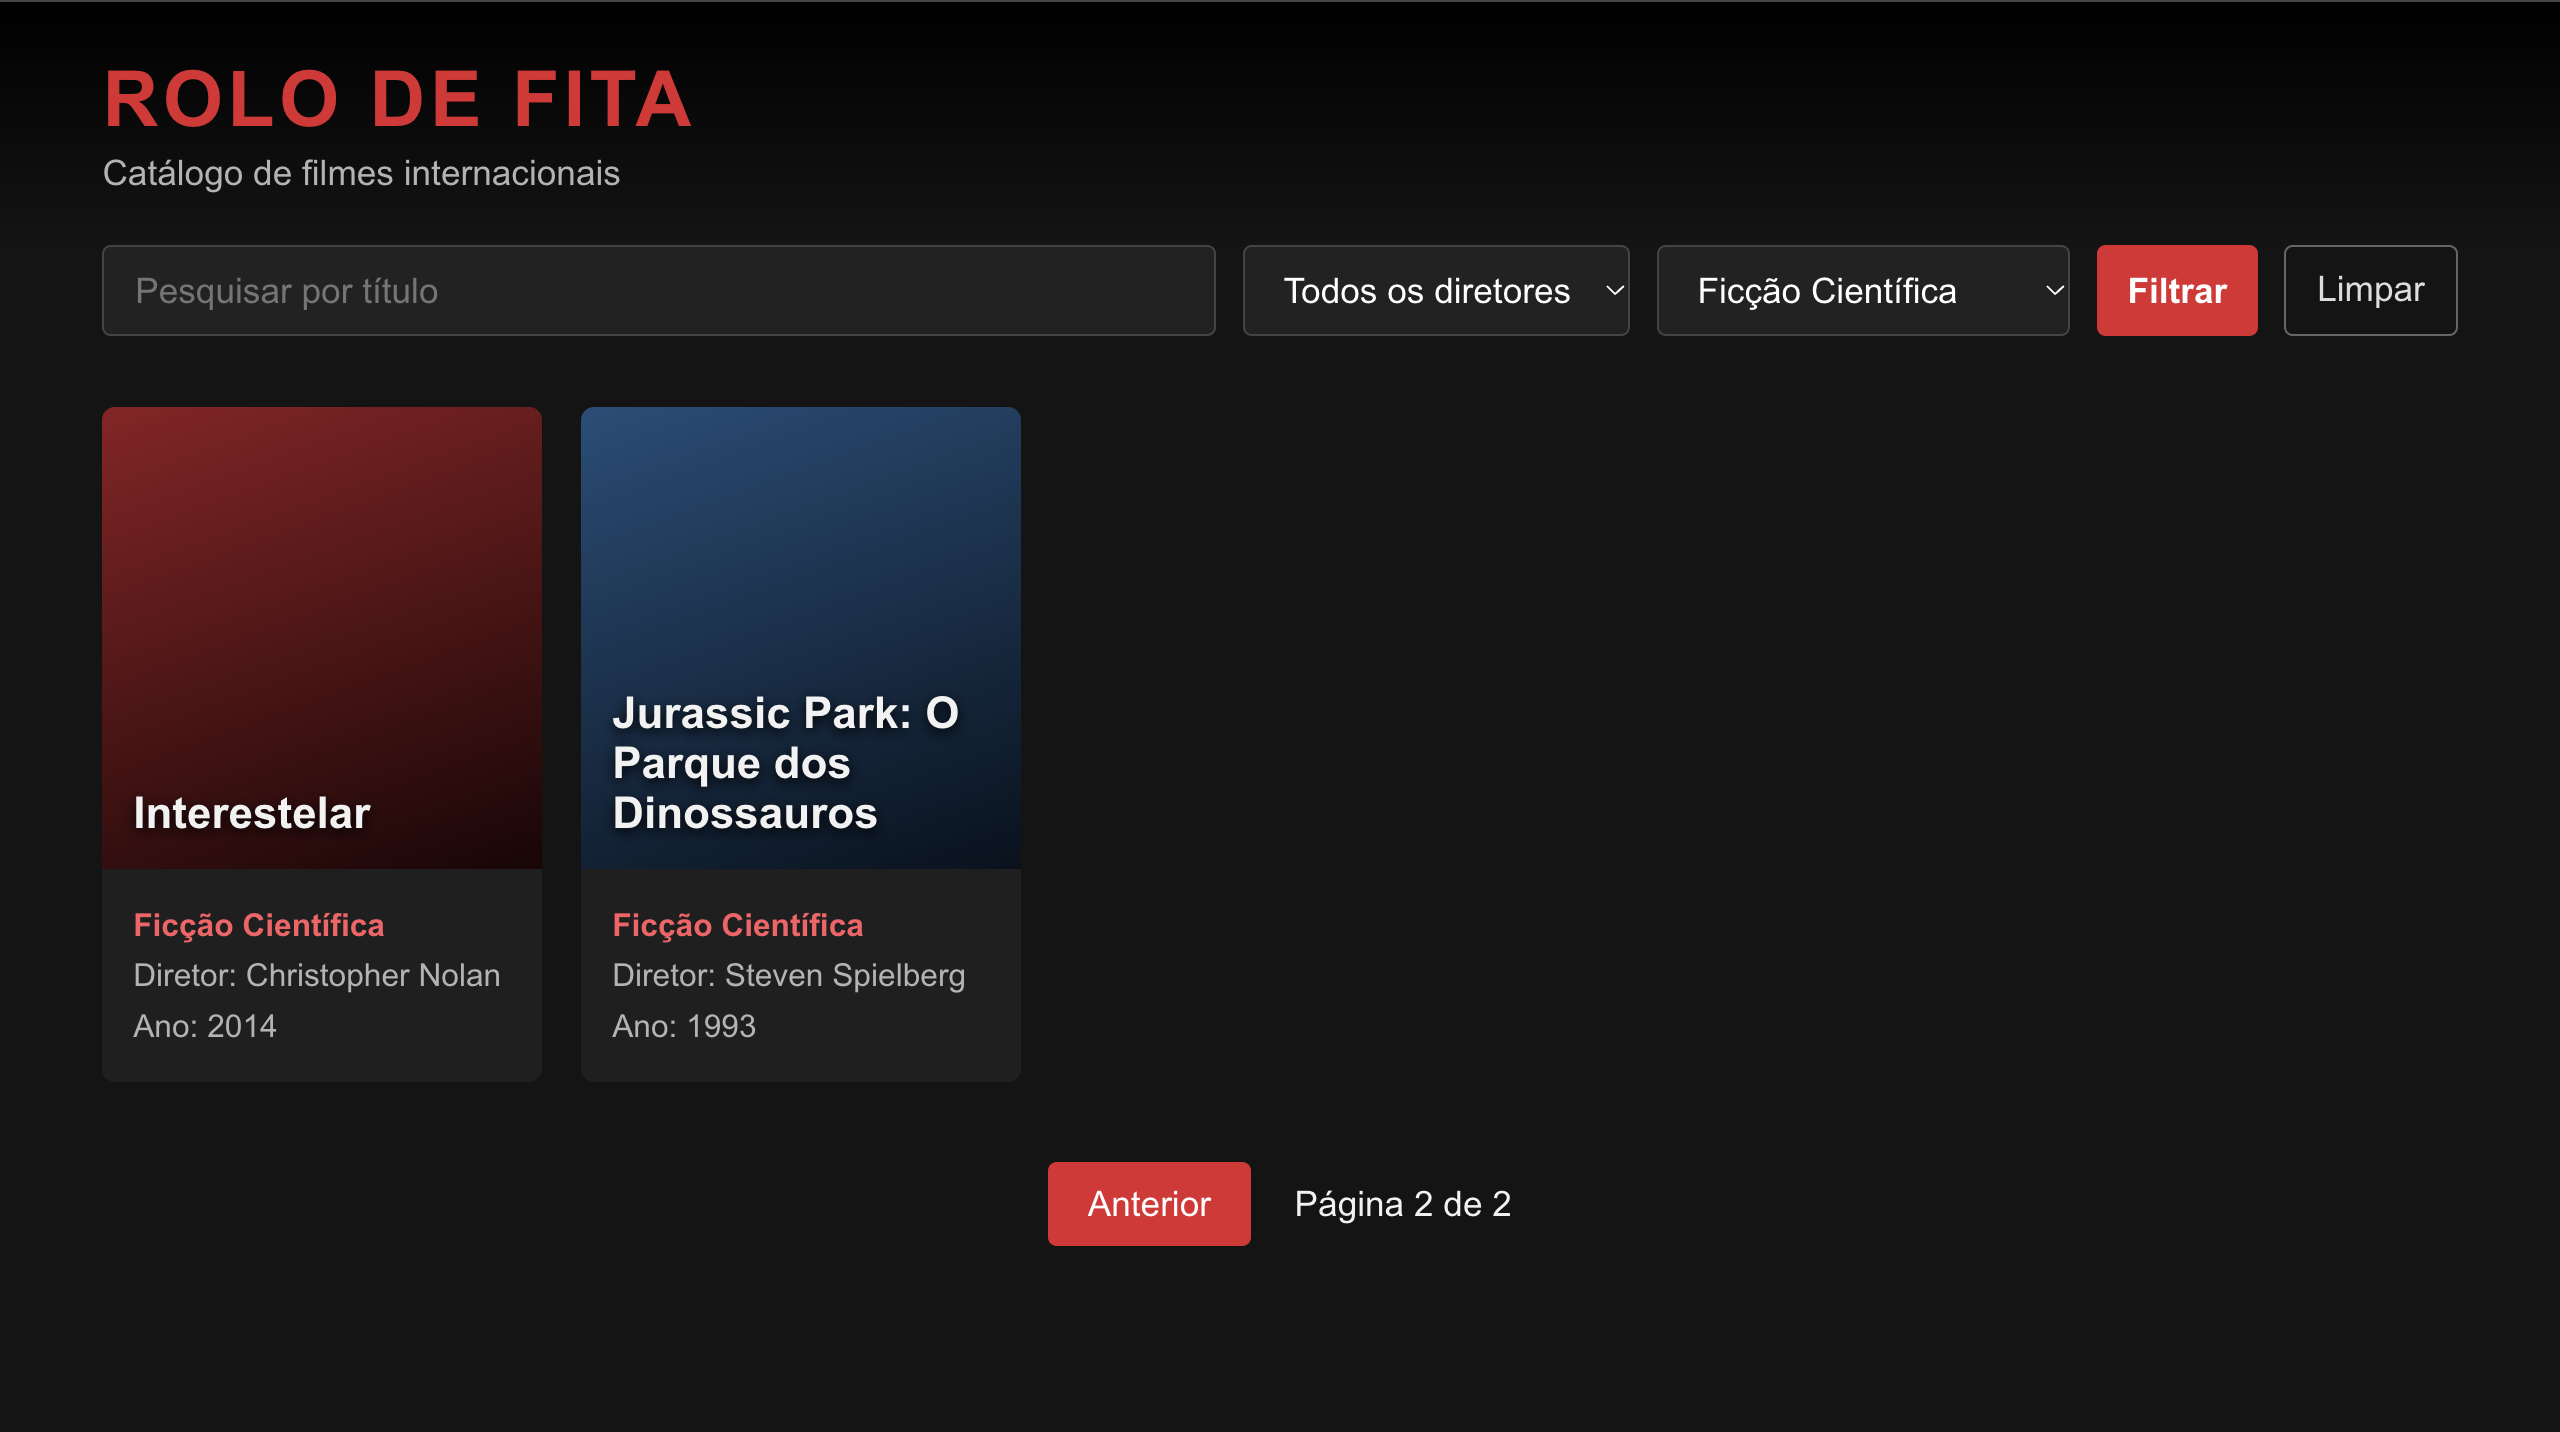 ROLO DE FITA
Catálogo de filmes internacionais
Pesquisar por título
Todos os diretores
Ficção Científica
Filtrar
Limpar
Interestelar
Ficção Científica
Diretor: Christopher Nolan
Ano: 2014
Jurassic Park: O
Parque dos
Dinossauros
Ficção Científica
Diretor: Steven Spielberg
Ano: 1993
Anterior
Página 2 de 2